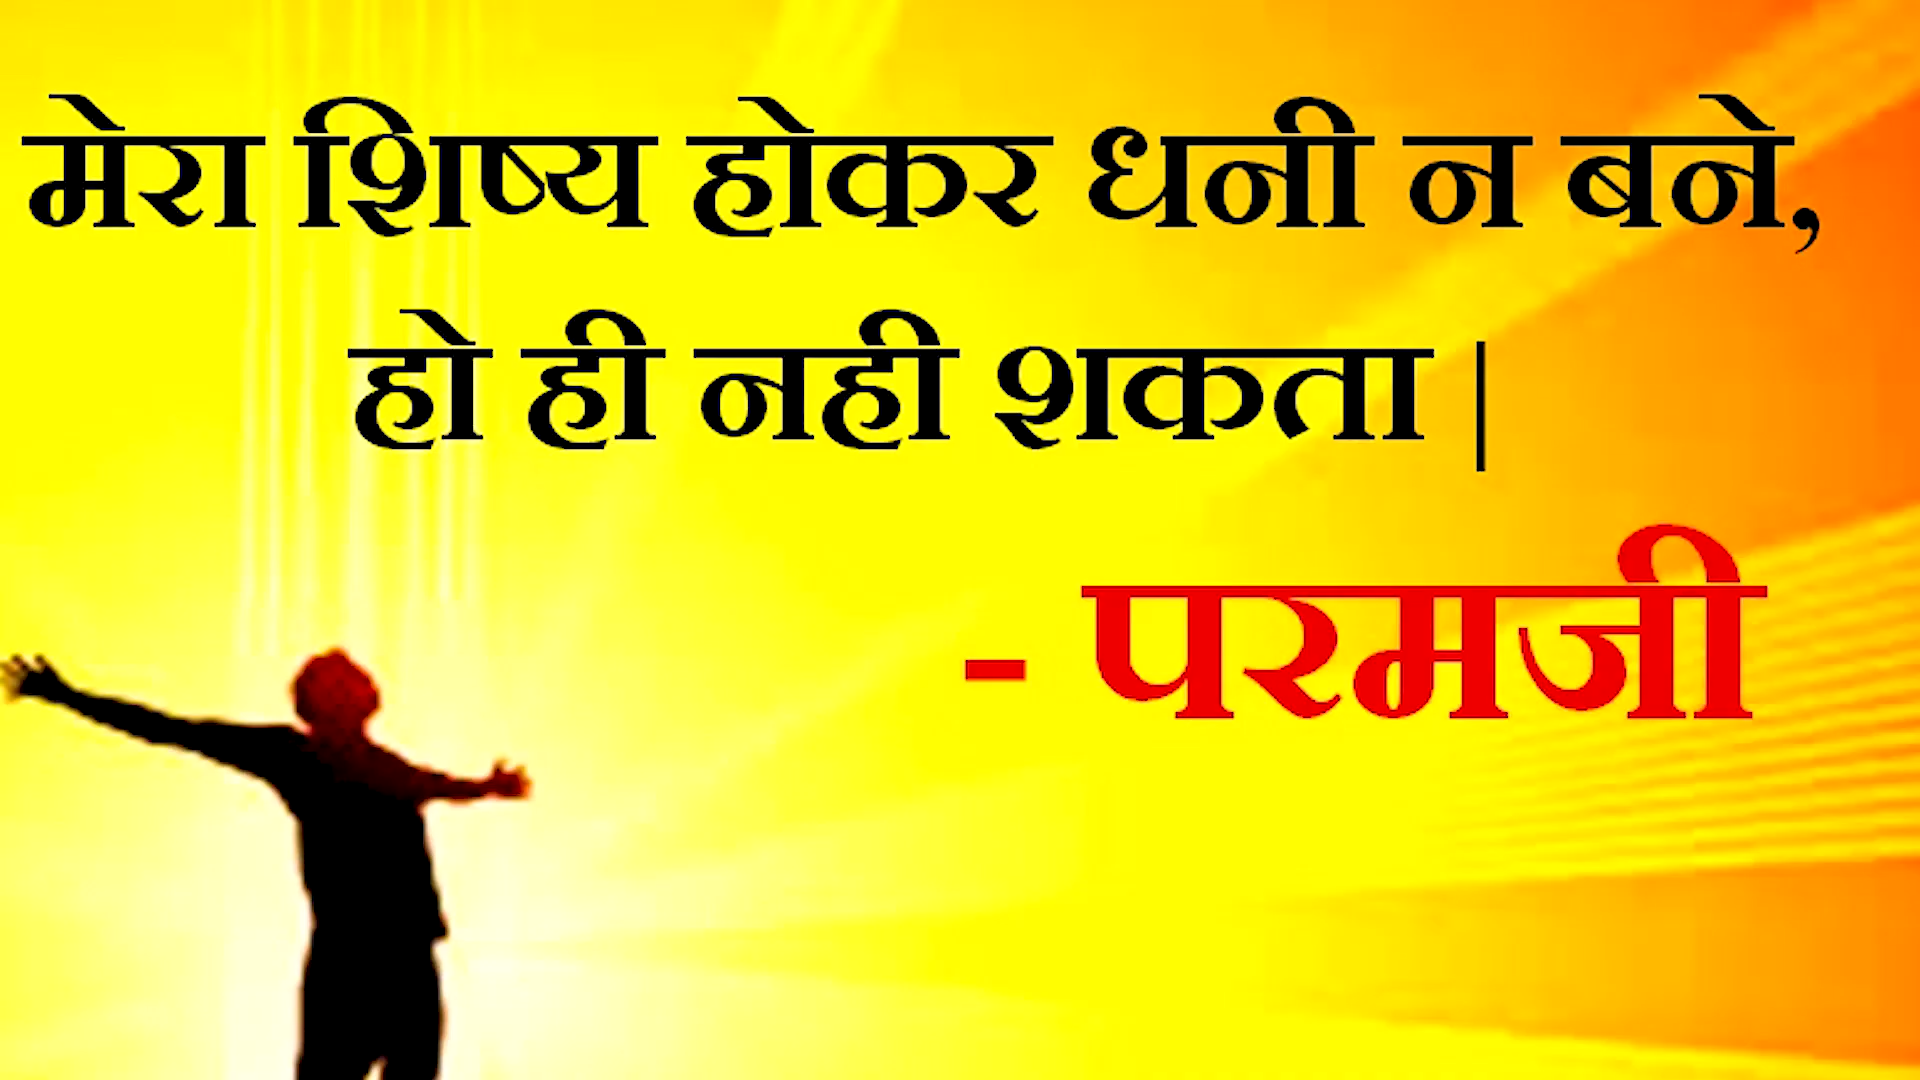 मेरा शिष्य होकर धनी न बने,
हो ही नही शकता |
- परमजी